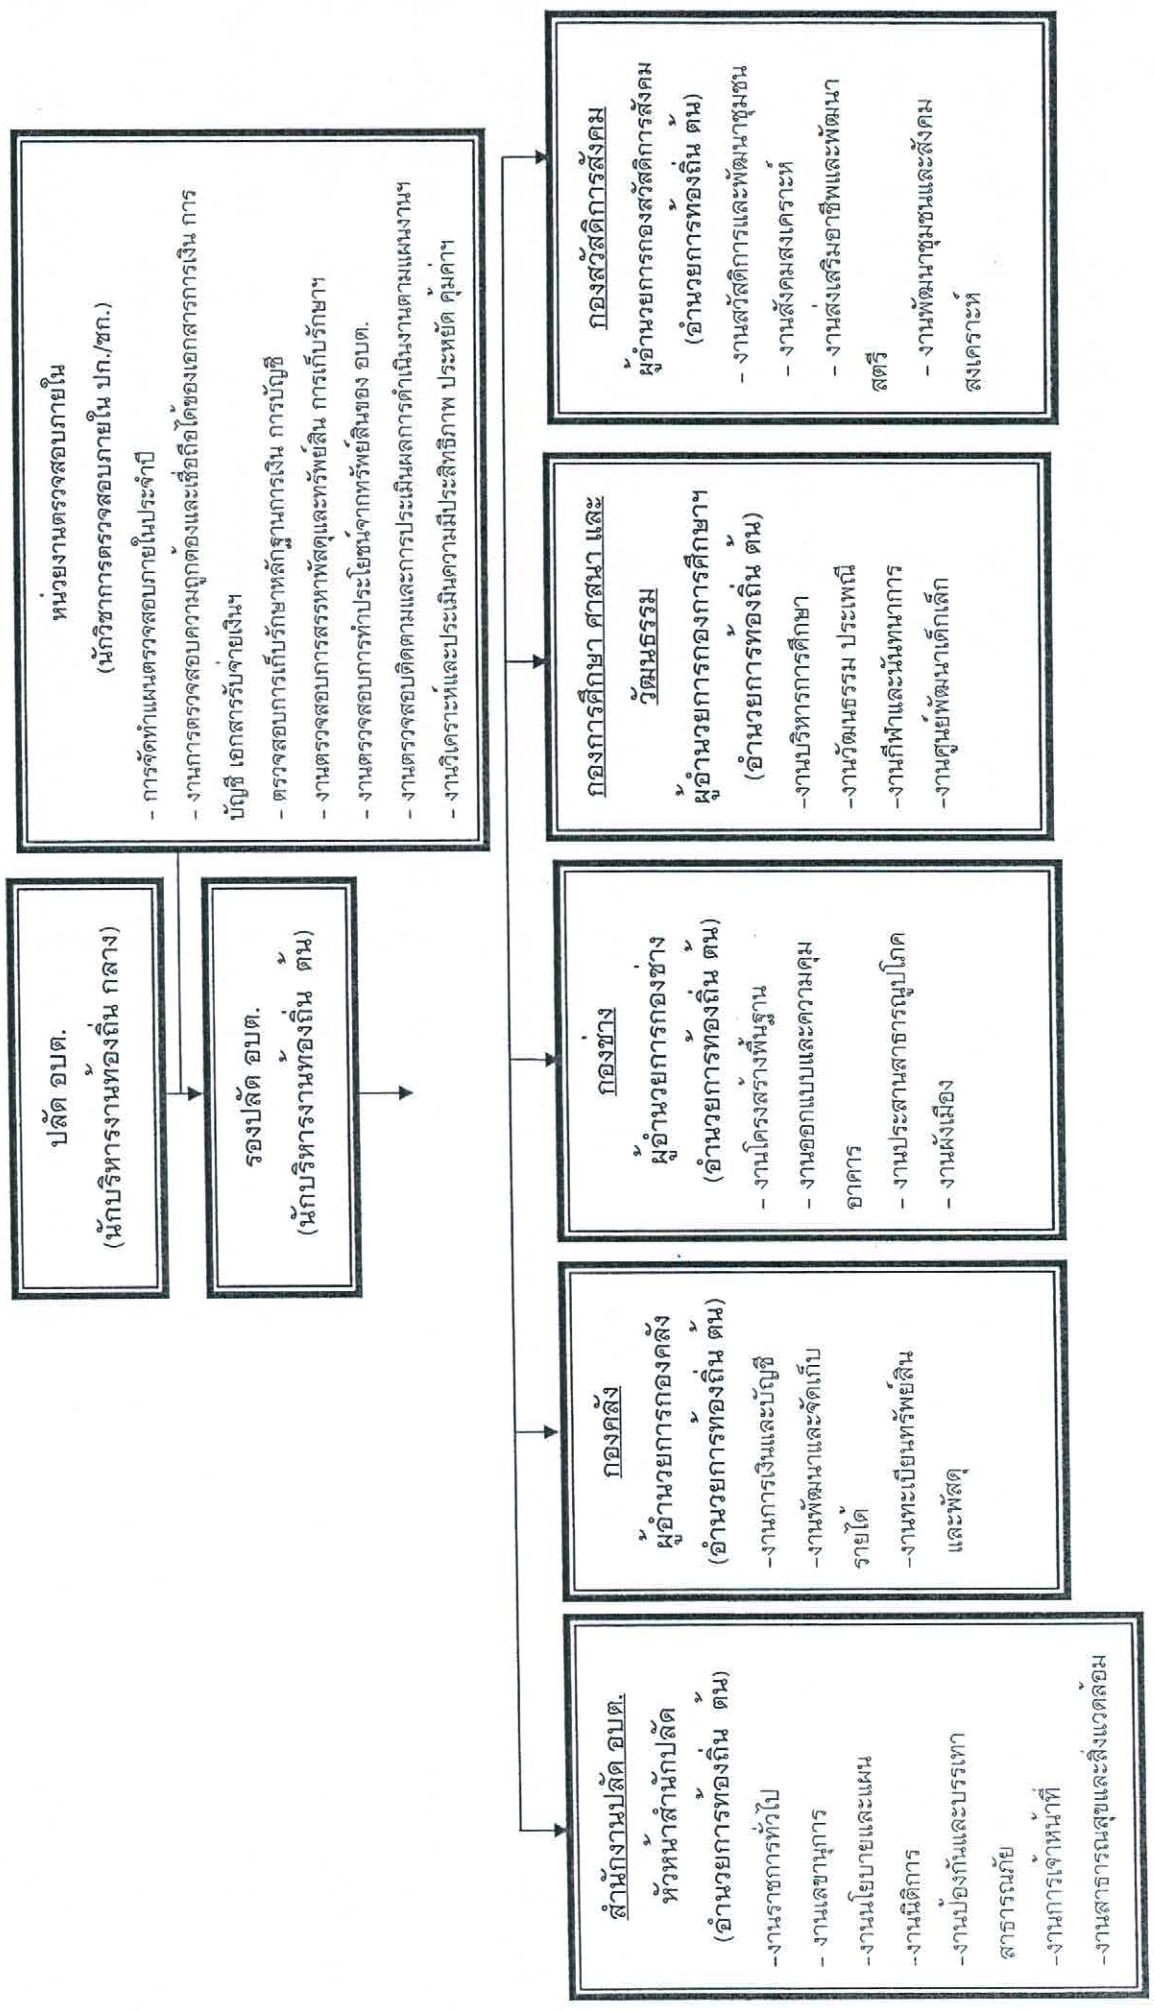 ปลัด อบต.
(นักบริหารงานท้องถิ่น กลาง)
รองปลัด อบต.
(นักบริหารงานท้องถิ่น ต้น)
หน่วยงานตรวจสอบภายใน
(นักวิชาการตรวจสอบภายใน ปก./ชก.)
- การจัดทำแผนตรวจสอบภายในประจำปี
- งานการตรวจสอบความถูกต้องและเชื่อถือได้ของเอกสารการเงิน การ
บัญชี เอกสารรับจ่ายเงินฯ
- ตรวจสอบการเก็บรักษาหลักฐานการเงิน การบัญชี
- งานตรวจสอบการสรรหาพัสดุและทรัพย์สิน การเก็บรักษาฯ
- งานตรวจสอบการทำประโยชน์จากทรัพย์สินของ อบต.
- งานตรวจสอบติดตามและการประเมินผลการดำเนินงานตามแผนงานฯ
- งานวิเคราะห์และประเมินความมีประสิทธิภาพ ประหยัด คุ้มค่าฯ
สำนักงานปลัด อบต.
หัวหน้าสำนักปลัด
(อำนวยการท้องถิ่น ต้น)
-งานราชการทั่วไป
- งานเลขานุการ
-งานนโยบายและแผน
-งานนิติการ
-งานป้องกันและบรรเทา
สาธารณภัย
-งานการเจ้าหน้าที่
-งานสาธารณสุขและสิ่งแวดล้อม
กองคลัง
ผู้อำนวยการกองคลัง
(อำนวยการท้องถิ่น ต้น)
-งานการเงินและบัญชี
-งานพัฒนาและจัดเก็บ
รายได้
-งานทะเบียนทรัพย์สิน
และพัสดุ
กองช่าง
ผู้อำนวยการกองช่าง
(อำนวยการท้องถิ่น ต้น)
- งานโครงสร้างพื้นฐาน
- งานออกแบบและความคุม
อาคาร
- งานประสานสาธารณูปโภค
- งานผังเมือง
กองการศึกษา ศาสนา และ
วัฒนธรรม
ผู้อำนวยการกองการศึกษาฯ
(อำนวยการท้องถิ่น ต้น)
-งานบริหารการศึกษา
-งานวัฒนธรรม ประเพณี
-งานกีฬาและนันทนาการ
-งานศูนย์พัฒนาเด็กเล็ก
กองสวัสดิการสังคม
ผู้อำนวยการกองสวัสดิการสังคม
(อำนวยการท้องถิ่น ต้น)
- งานสวัสดิการและพัฒนาชุมชน
- งานสังคมสงเคราะห์
- งานส่งเสริมอาชีพและพัฒนา
สตรี
- งานพัฒนาชุมชนและสังคม
สงเคราะห์